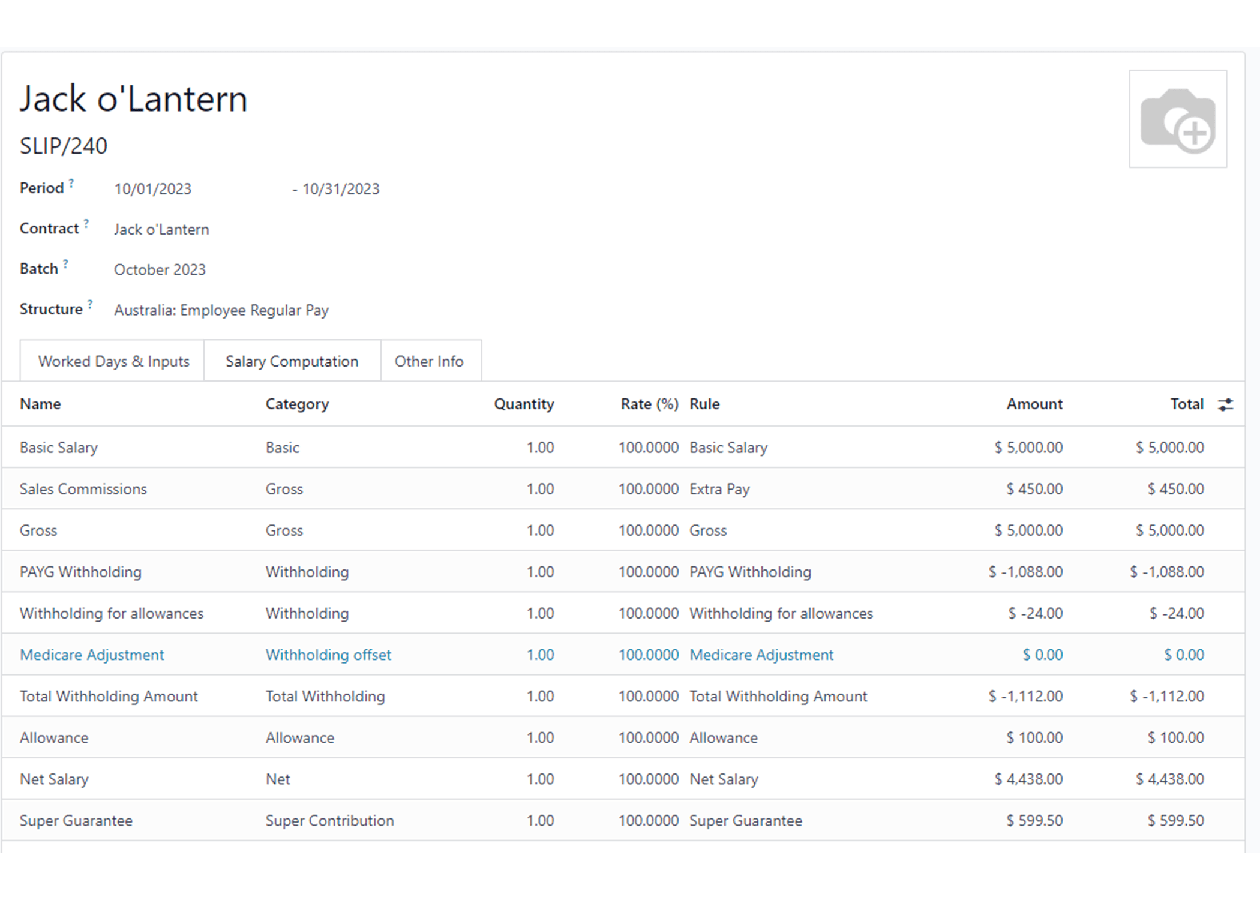 Jack o'Lantern
SLIP/240
Period ? 10/01/2023 - 10/31/2023
Contract ? Jack o'Lantern
Batch ? October 2023
Structure ? Australia: Employee Regular Pay
Worked Days & Inputs Salary Computation Other Info
Name Category Quantity Rate (%) Rule Amount Total
Basic Salary Basic 1.00 100.0000 Basic Salary $ 5,000.00 $ 5,000.00
Sales Commissions Gross 1.00 100.0000 Extra Pay $ 450.00 $ 450.00
Gross Gross 1.00 100.0000 Gross $ 5,000.00 $ 5,000.00
PAYG Withholding Withholding 1.00 100.0000 PAYG Withholding $ -1,088.00 $ -1,088.00
Withholding for allowances Withholding 1.00 100.0000 Withholding for allowances $ -24.00 $ -24.00
Medicare Adjustment Withholding offset 1.00 100.0000 Medicare Adjustment $ 0.00 $ 0.00
Total Withholding Amount Total Withholding 1.00 100.0000 Total Withholding Amount $ -1,112.00 $ -1,112.00
Allowance Allowance 1.00 100.0000 Allowance $ 100.00 $ 100.00
Net Salary Net 1.00 100.0000 Net Salary $ 4,438.00 $ 4,438.00
Super Guarantee Super Contribution 1.00 100.0000 Super Guarantee $ 599.50 $ 599.50